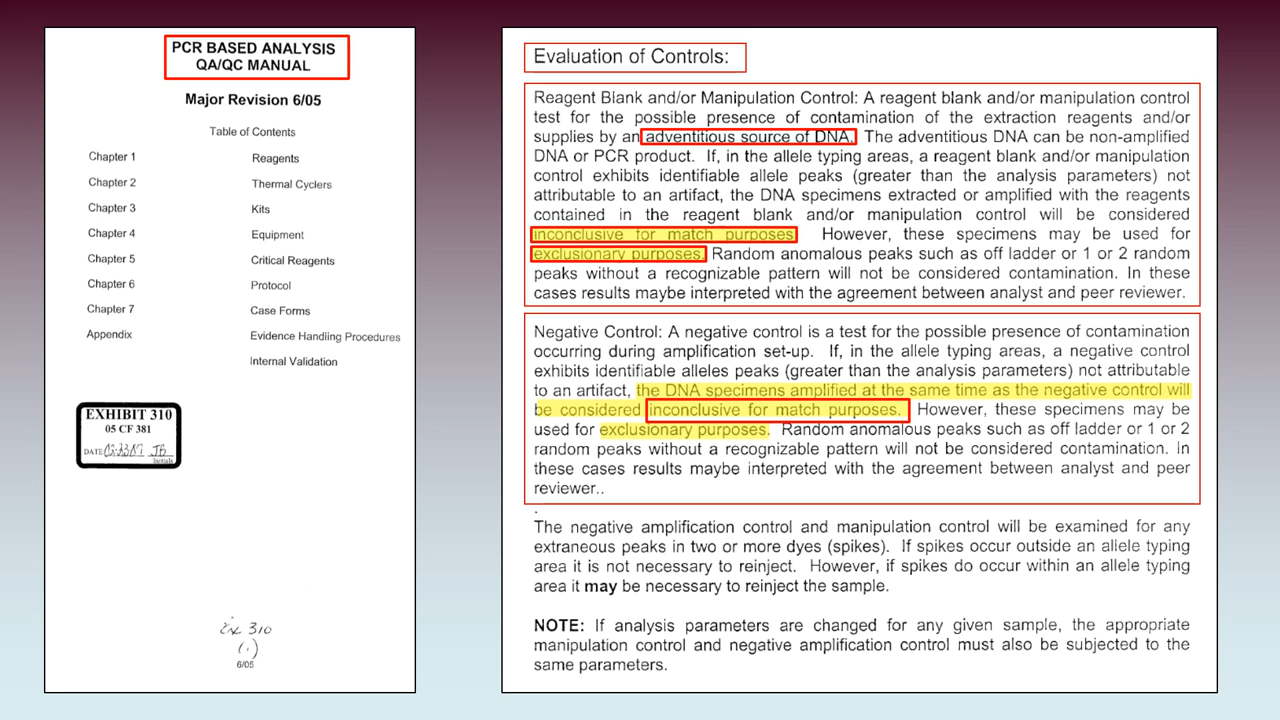 PCR BASED ANALYSIS
QA/QC MANUAL
Major Revision 6/05
Table of Contents
Chapter 1 Reagents
Chapter 2 Thermal Cyclers
Chapter 3 Kits
Chapter 4 Equipment
Chapter 5 Critical Reagents
Chapter 6 Protocol
Chapter 7 Case Forms
Appendix Evidence Handling Procedures
Internal Validation
EXHIBIT 310
05 CF 381
DATE JB
Initials
Ex 310
(1)
6/05
Evaluation of Controls:
Reagent Blank and/or Manipulation Control: A reagent blank and/or manipulation control
test for the possible presence of contamination of the extraction reagents and/or
supplies by an adventitious source of DNA. The adventitious DNA can be non-amplified
DNA or PCR product. If, in the allele typing areas, a reagent blank and/or manipulation
control exhibits identifiable allele peaks (greater than the analysis parameters) not
attributable to an artifact, the DNA specimens extracted or amplified with the reagents
contained in the reagent blank and/or manipulation control will be considered
inconclusive for match purposes. However, these specimens may be used for
exclusionary purposes. Random anomalous peaks such as off ladder or 1 or 2 random
peaks without a recognizable pattern will not be considered contamination. In these
cases results maybe interpreted with the agreement between analyst and peer reviewer.
Negative Control: A negative control is a test for the possible presence of contamination
occurring during amplification set-up. If, in the allele typing areas, a negative control
exhibits identifiable alleles peaks (greater than the analysis parameters) not attributable
to an artifact, the DNA specimens amplified at the same time as the negative control will
be considered inconclusive for match purposes. However, these specimens may be
used for exclusionary purposes. Random anomalous peaks such as off ladder or 1 or 2
random peaks without a recognizable pattern will not be considered contamination. In
these cases results maybe interpreted with the agreement between analyst and peer
reviewer..
The negative amplification control and manipulation control will be examined for any
extraneous peaks in two or more dyes (spikes). If spikes occur outside an allele typing
area it is not necessary to reinject. However, if spikes do occur within an allele typing
area it may be necessary to reinject the sample.
NOTE: If analysis parameters are changed for any given sample, the appropriate
manipulation control and negative amplification control must also be subjected to the
same parameters.